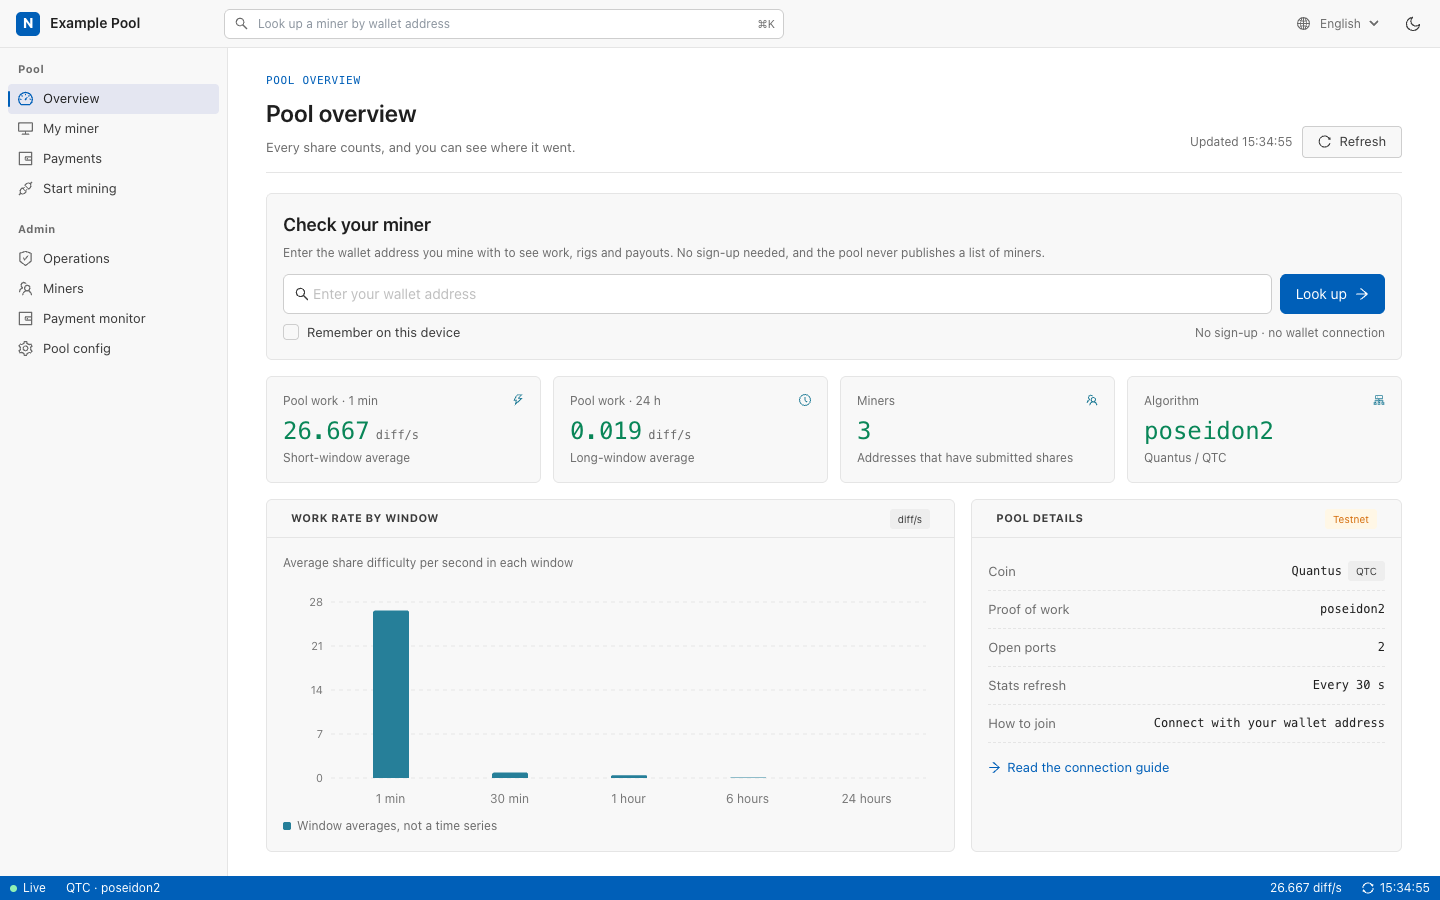 N Example Pool
Look up a miner by wallet address ⌘K
English
Pool
Overview
My miner
Payments
Start mining
Admin
Operations
Miners
Payment monitor
Pool config
POOL OVERVIEW
Pool overview
Every share counts, and you can see where it went.
Updated 15:34:55 Refresh
Check your miner
Enter the wallet address you mine with to see work, rigs and payouts. No sign-up needed, and the pool never publishes a list of miners.
Enter your wallet address
Look up
Remember on this device
No sign-up · no wallet connection
Pool work · 1 min
26.667 diff/s
Short-window average
Pool work · 24 h
0.019 diff/s
Long-window average
Miners
3
Addresses that have submitted shares
Algorithm
poseidon2
Quantus / QTC
WORK RATE BY WINDOW diff/s
Average share difficulty per second in each window
28
21
14
7
0
1 min 30 min 1 hour 6 hours 24 hours
Window averages, not a time series
POOL DETAILS Testnet
Coin Quantus QTC
Proof of work poseidon2
Open ports 2
Stats refresh Every 30 s
How to join Connect with your wallet address
Read the connection guide
Live QTC · poseidon2 26.667 diff/s 15:34:55